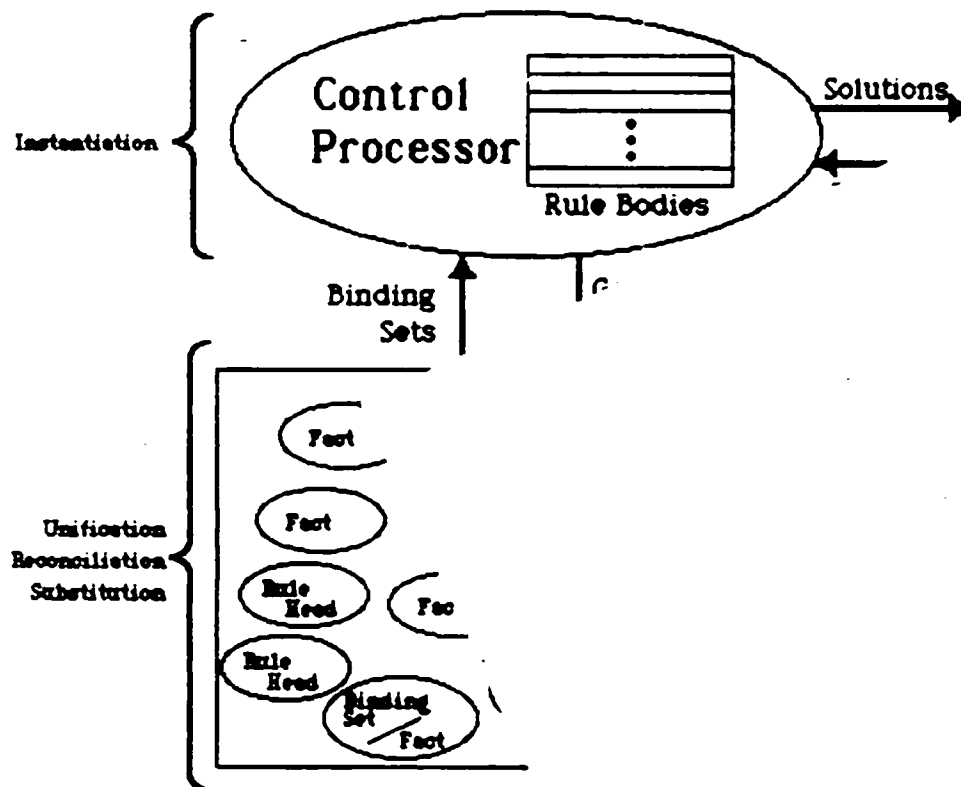 Control
Processor
Solutions
Instantiation
Rule Bodies
Binding
Sets
Fact
Fact
Unification
Reconciliation
Substitution
Rule
Head
Rule
Head
Binding
Set
Fact